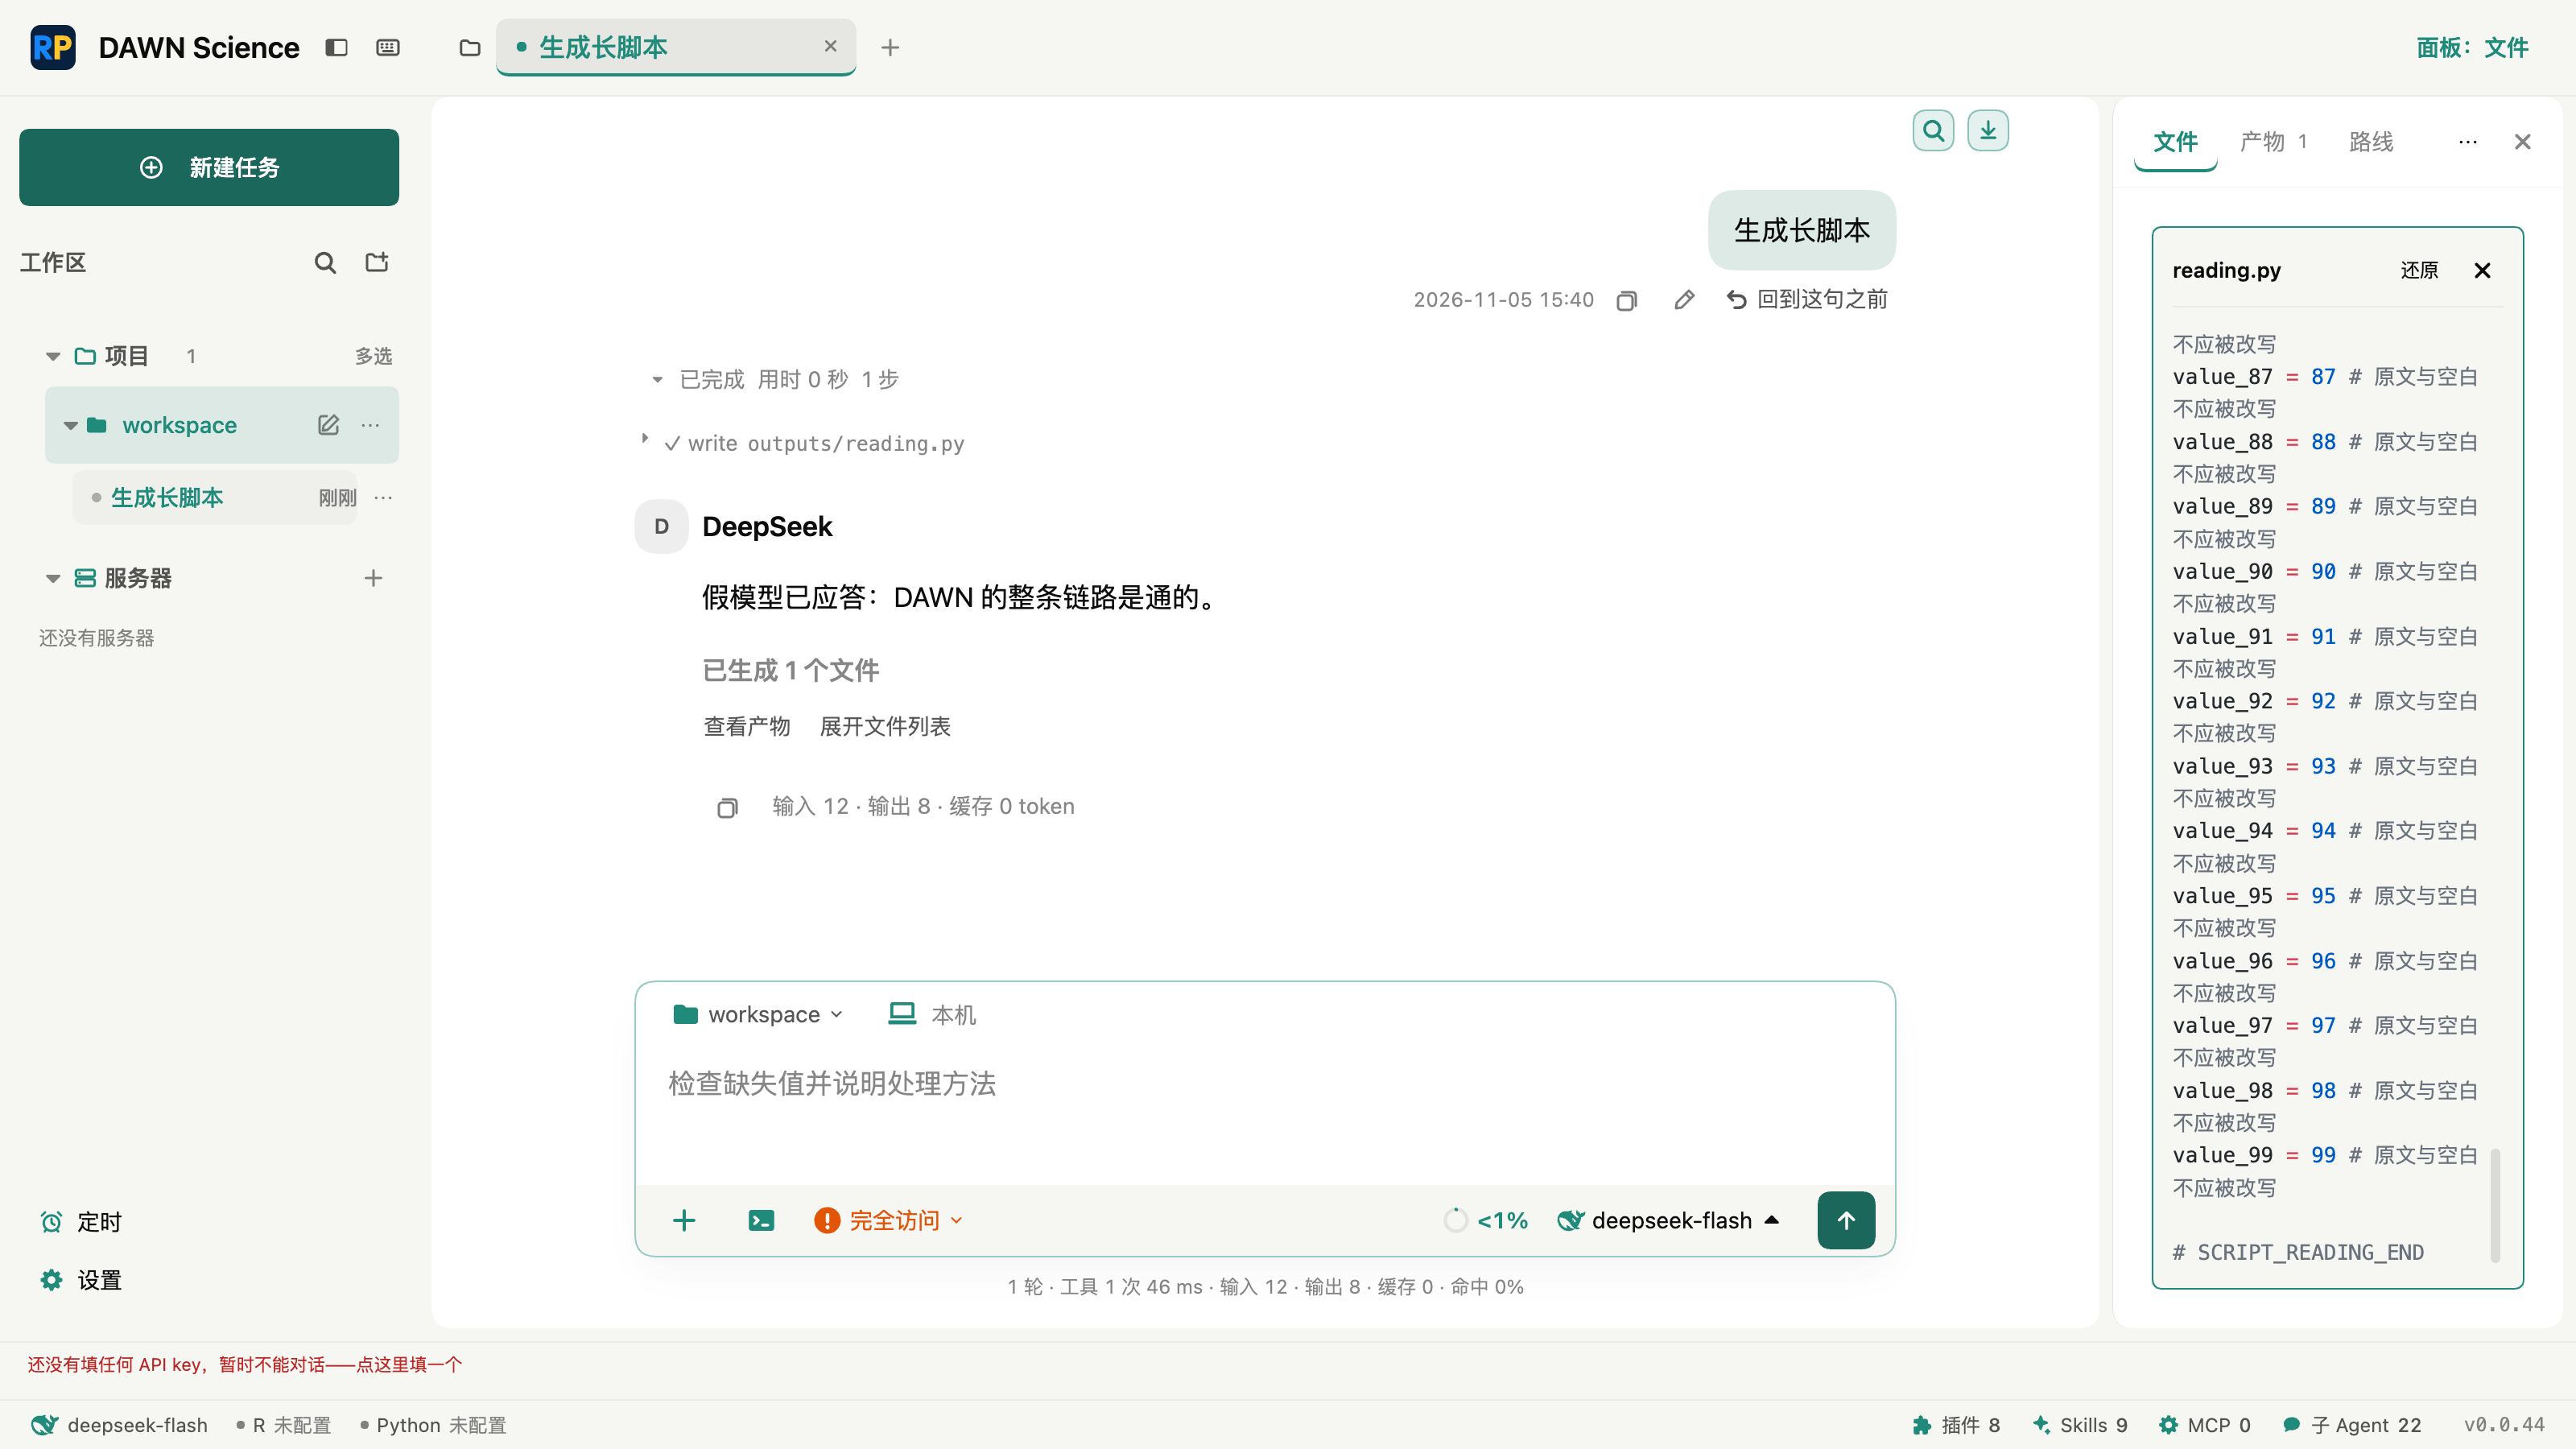 RP DAWN Science
生成长脚本
面板：文件
新建任务
工作区
项目 1 多选
workspace
生成长脚本 刚刚
服务器
还没有服务器
定时
设置
生成长脚本
2026-11-05 15:40 回到这句之前
已完成 用时 0 秒 1 步
write outputs/reading.py
D DeepSeek
假模型已应答：DAWN 的整条链路是通的。
已生成 1 个文件
查看产物 展开文件列表
输入 12 · 输出 8 · 缓存 0 token
workspace 本机
检查缺失值并说明处理方法
完全访问 <1% deepseek-flash
1 轮 · 工具 1 次 46 ms · 输入 12 · 输出 8 · 缓存 0 · 命中 0%
文件 产物 1 路线 ···
reading.py 还原
不应被改写
value_87 = 87 # 原文与空白
不应被改写
value_88 = 88 # 原文与空白
不应被改写
value_89 = 89 # 原文与空白
不应被改写
value_90 = 90 # 原文与空白
不应被改写
value_91 = 91 # 原文与空白
不应被改写
value_92 = 92 # 原文与空白
不应被改写
value_93 = 93 # 原文与空白
不应被改写
value_94 = 94 # 原文与空白
不应被改写
value_95 = 95 # 原文与空白
不应被改写
value_96 = 96 # 原文与空白
不应被改写
value_97 = 97 # 原文与空白
不应被改写
value_98 = 98 # 原文与空白
不应被改写
value_99 = 99 # 原文与空白
不应被改写
# SCRIPT_READING_END
还没有填任何 API key，暂时不能对话——点这里填一个
deepseek-flash R 未配置 Python 未配置
插件 8 Skills 9 MCP 0 子 Agent 22 v0.0.44